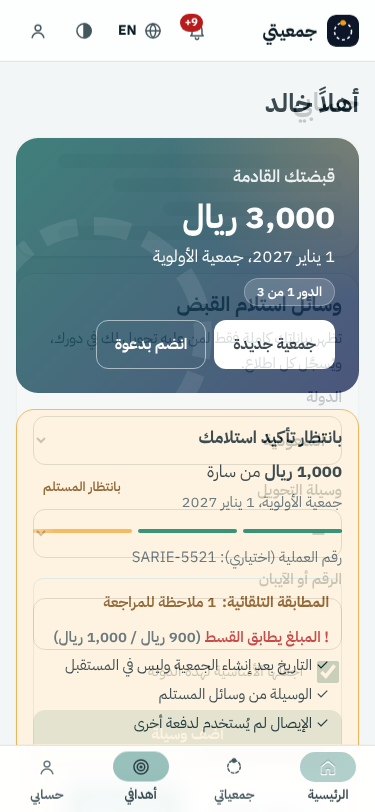 جمعيتي
+9
EN
أهلاً خالد
قبضتك القادمة
3,000 ريال
1 يناير 2027، جمعية الأولوية
الدور 1 من 3
وسائل استلام القبض
جمعية جديدة
انضم بدعوة
الدولة
بانتظار تأكيد استلامك
1,000 ريال من سارة
بانتظار المستلم
وسيلة التحويل
جمعية الأولوية، 1 يناير 2027
رقم العملية (اختياري): SARIE-5521
الرقم أو الآيبان
المطابقة التلقائية: 1 ملاحظة للمراجعة
! المبلغ يطابق القسط (900 ريال / 1,000 ريال)
✓ التاريخ بعد إنشاء الجمعية وليس في المستقبل
✓ الوسيلة من وسائل المستلم
✓ الإيصال لم يُستخدم لدفعة أخرى
أضف وسيلة
الرئيسية
جمعياتي
أهدافي
حسابي